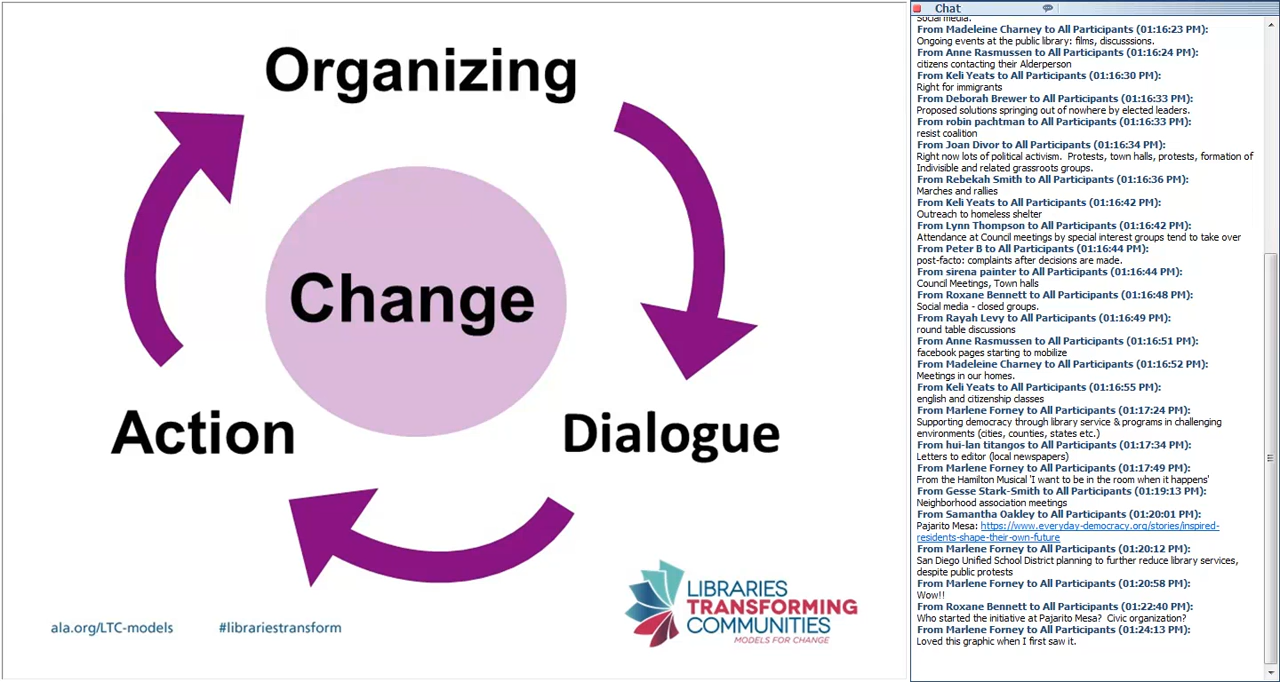 Organizing
Change
Action
Dialogue
ala.org/LTC-models
#librariestransform
LIBRARIES
TRANSFORMING
COMMUNITIES
MODELS FOR CHANGE
Chat
Social media.
From Madeleine Charney to All Participants (01:16:23 PM):
Ongoing events at the public library: films, discusssions.
From Anne Rasmussen to All Participants (01:16:24 PM):
citizens contacting their Alderperson
From Keli Yeats to All Participants (01:16:30 PM):
Right for immigrants
From Deborah Brewer to All Participants (01:16:33 PM):
Proposed solutions springing out of nowhere by elected leaders.
From robin pachtman to All Participants (01:16:33 PM):
resist coalition
From Joan Divor to All Participants (01:16:34 PM):
Right now lots of political activism.  Protests, town halls, protests, formation of
Indivisible and related grassroots groups.
From Rebekah Smith to All Participants (01:16:36 PM):
Marches and rallies
From Keli Yeats to All Participants (01:16:42 PM):
Outreach to homeless shelter
From Lynn Thompson to All Participants (01:16:42 PM):
Attendance at Council meetings by special interest groups tend to take over
From Peter B to All Participants (01:16:44 PM):
post-facto: complaints after decisions are made.
From sirena painter to All Participants (01:16:44 PM):
Council Meetings, Town halls
From Roxane Bennett to All Participants (01:16:48 PM):
Social media - closed groups.
From Rayah Levy to All Participants (01:16:49 PM):
round table discussions
From Anne Rasmussen to All Participants (01:16:51 PM):
facebook pages starting to mobilize
From Madeleine Charney to All Participants (01:16:52 PM):
Meetings in our homes.
From Keli Yeats to All Participants (01:16:55 PM):
english and citizenship classes
From Marlene Forney to All Participants (01:17:24 PM):
Supporting democracy through library service & programs in challenging
environments (cities, counties, states etc.)
From hui-lan titangos to All Participants (01:17:34 PM):
Letters to editor (local newspapers)
From Marlene Forney to All Participants (01:17:49 PM):
From the Hamilton Musical 'I want to be in the room when it happens'
From Gesse Stark-Smith to All Participants (01:19:13 PM):
Neighborhood association meetings
From Samantha Oakley to All Participants (01:20:01 PM):
Pajarito Mesa: https://www.everyday-democracy.org/stories/inspired-
residents-shape-their-own-future
From Marlene Forney to All Participants (01:20:12 PM):
San Diego Unified School District planning to further reduce library services,
despite public protests
From Marlene Forney to All Participants (01:20:58 PM):
Wow!!
From Roxane Bennett to All Participants (01:22:40 PM):
Who started the initiative at Pajarito Mesa?  Civic organization?
From Marlene Forney to All Participants (01:24:13 PM):
Loved this graphic when I first saw it.